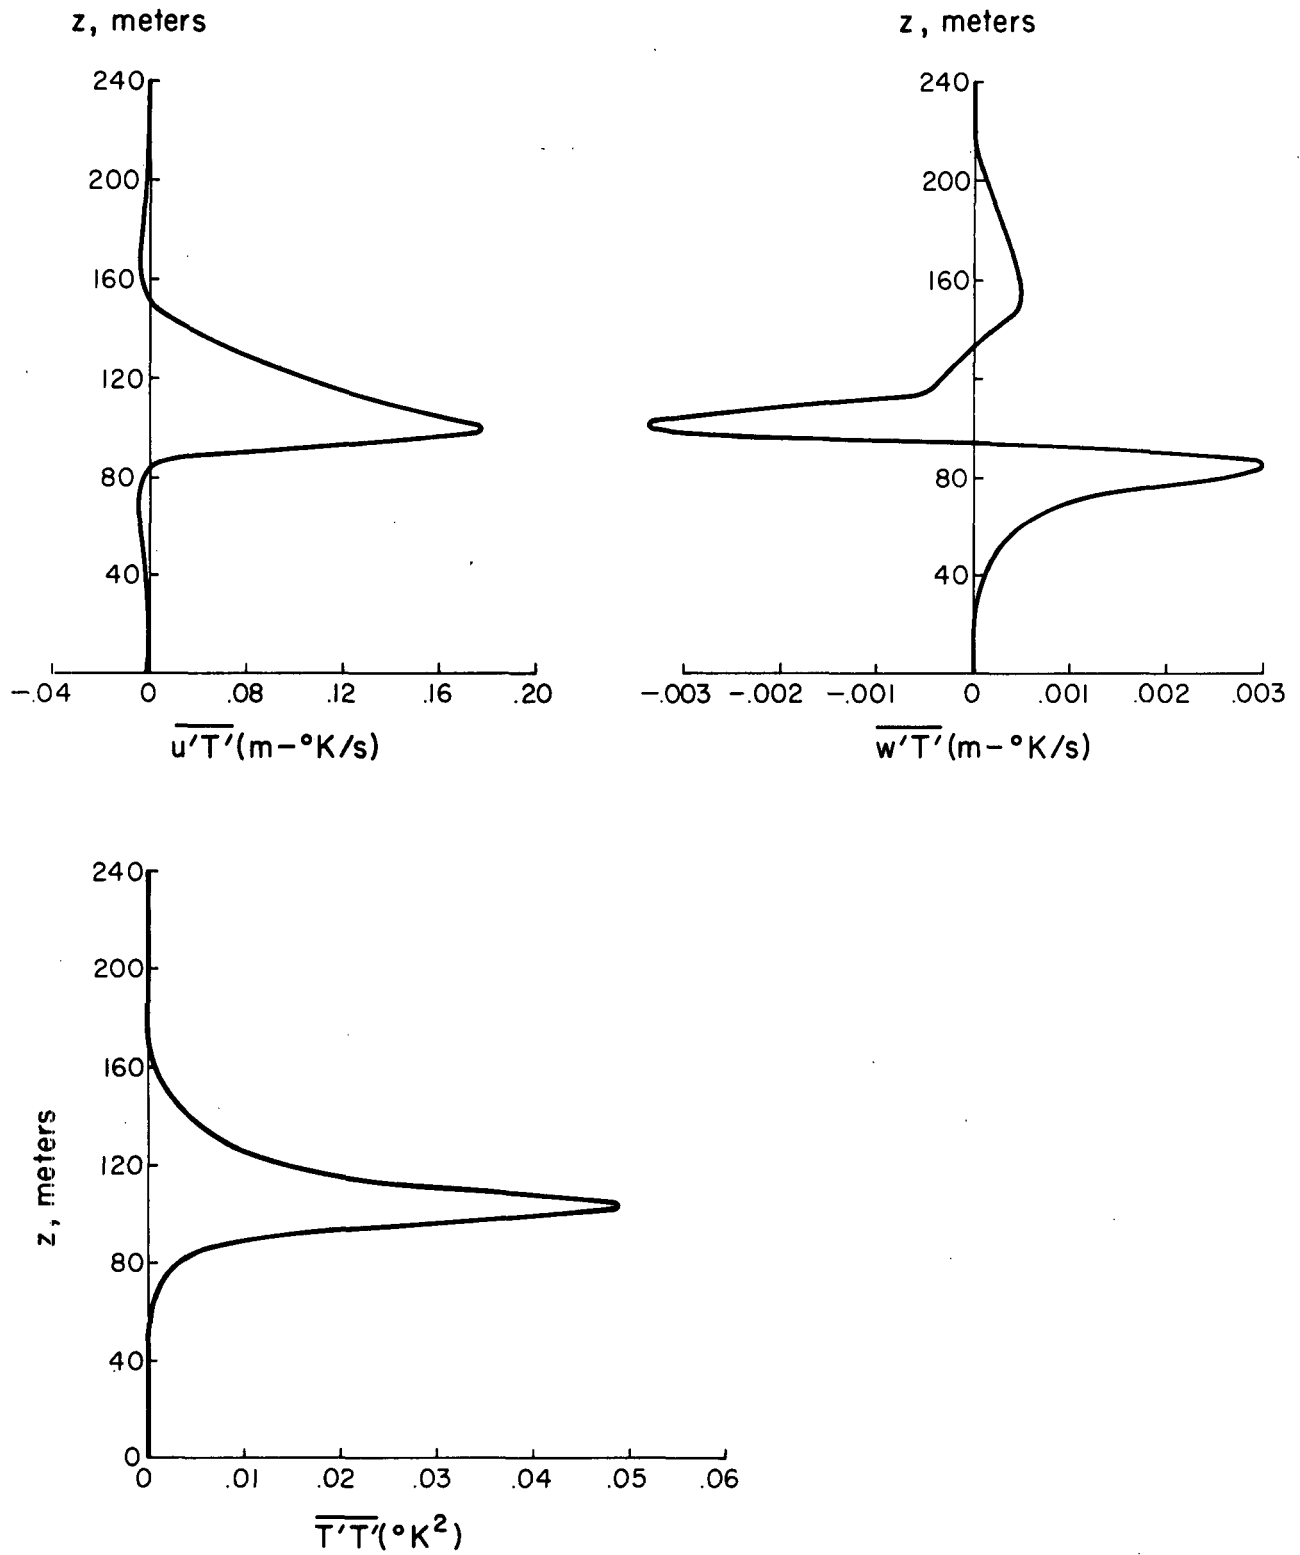 z, meters
240
200
160
120
80
40
-.04 0 .08 .12 .16 .20
u'T' (m-°K/s)
z, meters
240
200
160
80
40
-.003 -.002 -.001 0 .001 .002 .003
w'T' (m-°K/s)
z, meters
240
200
160
120
80
40
0
0 .01 .02 .03 .04 .05 .06
T'T' (°K²)